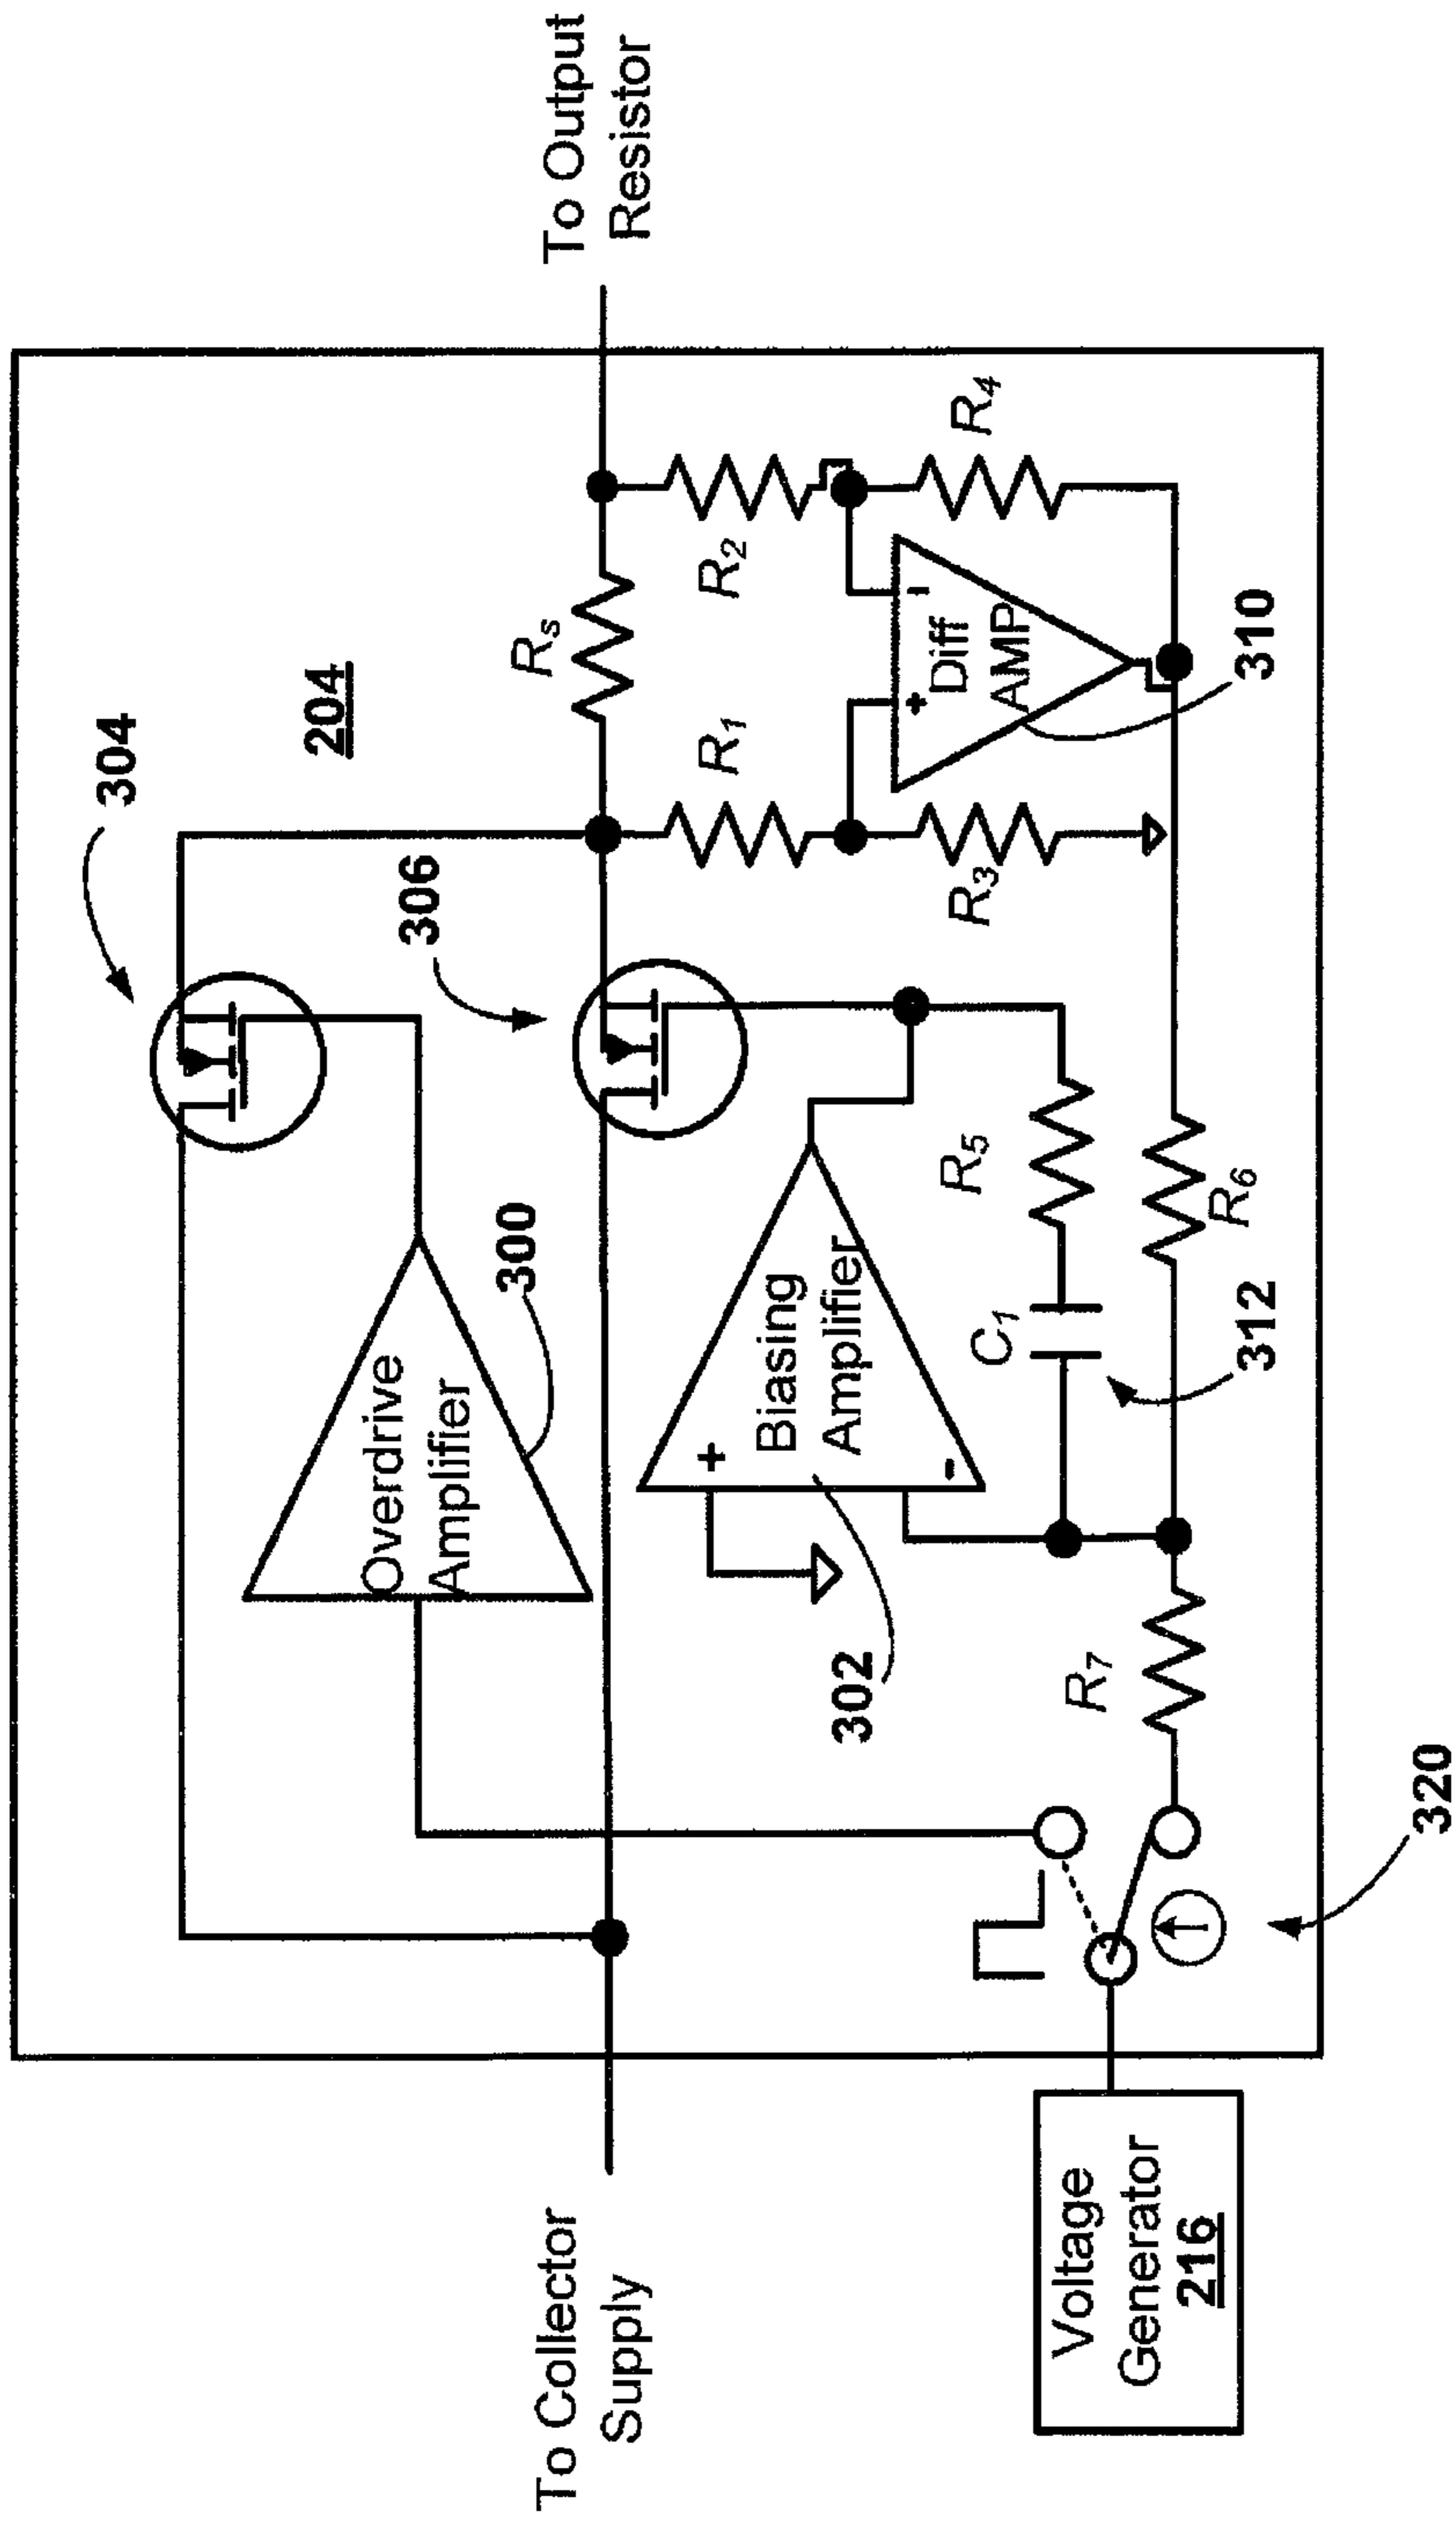 304
204
306
To Output
Resistor
Rs
Overdrive
Amplifier
300
R1
R2
Biasing
Amplifier
+
-
302
R3
+
-
Diff
AMP
R4
310
R5
C1
312
R6
R7
320
To Collector
Supply
Voltage
Generator
216